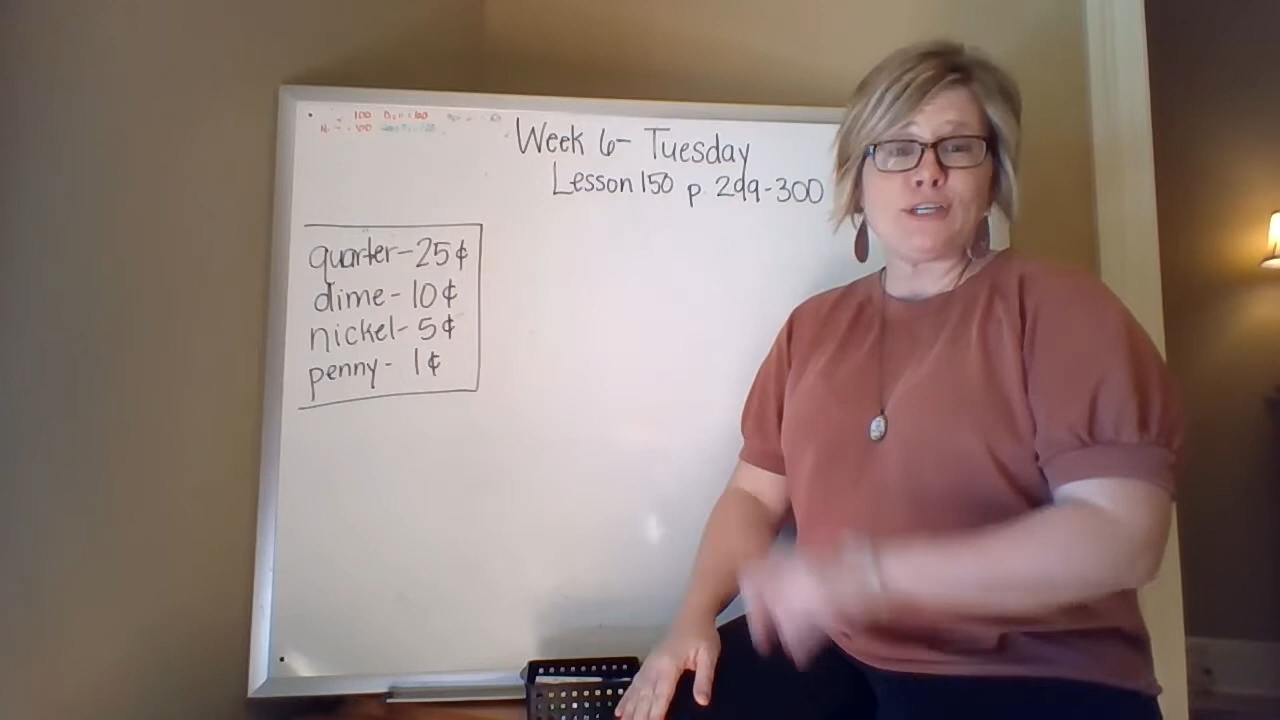 Week 6- Tuesday
Lesson 150 p. 299-300
quarter-25¢
dime-10¢
nickel-5¢
penny-1¢